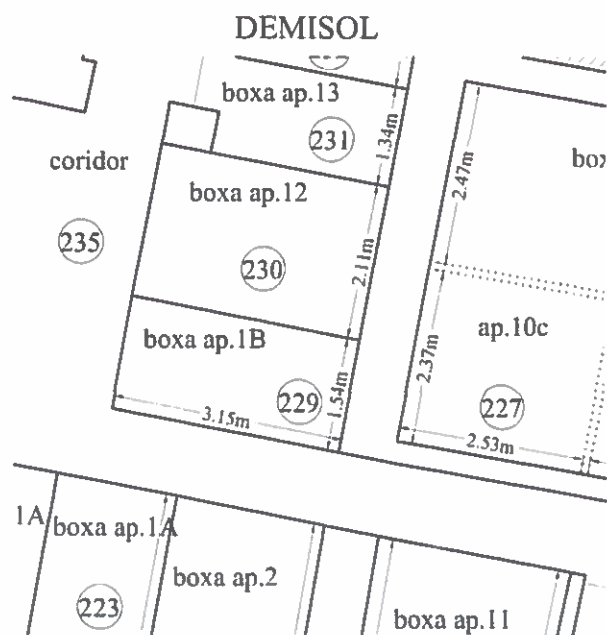 DEMISOL
boxa ap.13
231
1.34m
coridor
235
boxa ap.12
230
2.11m
2.47m
boxa ap.1B
229
1.54m
3.15m
ap.10c
227
2.37m
2.53m
1A
boxa ap.1A
223
boxa ap.2
boxa ap.11